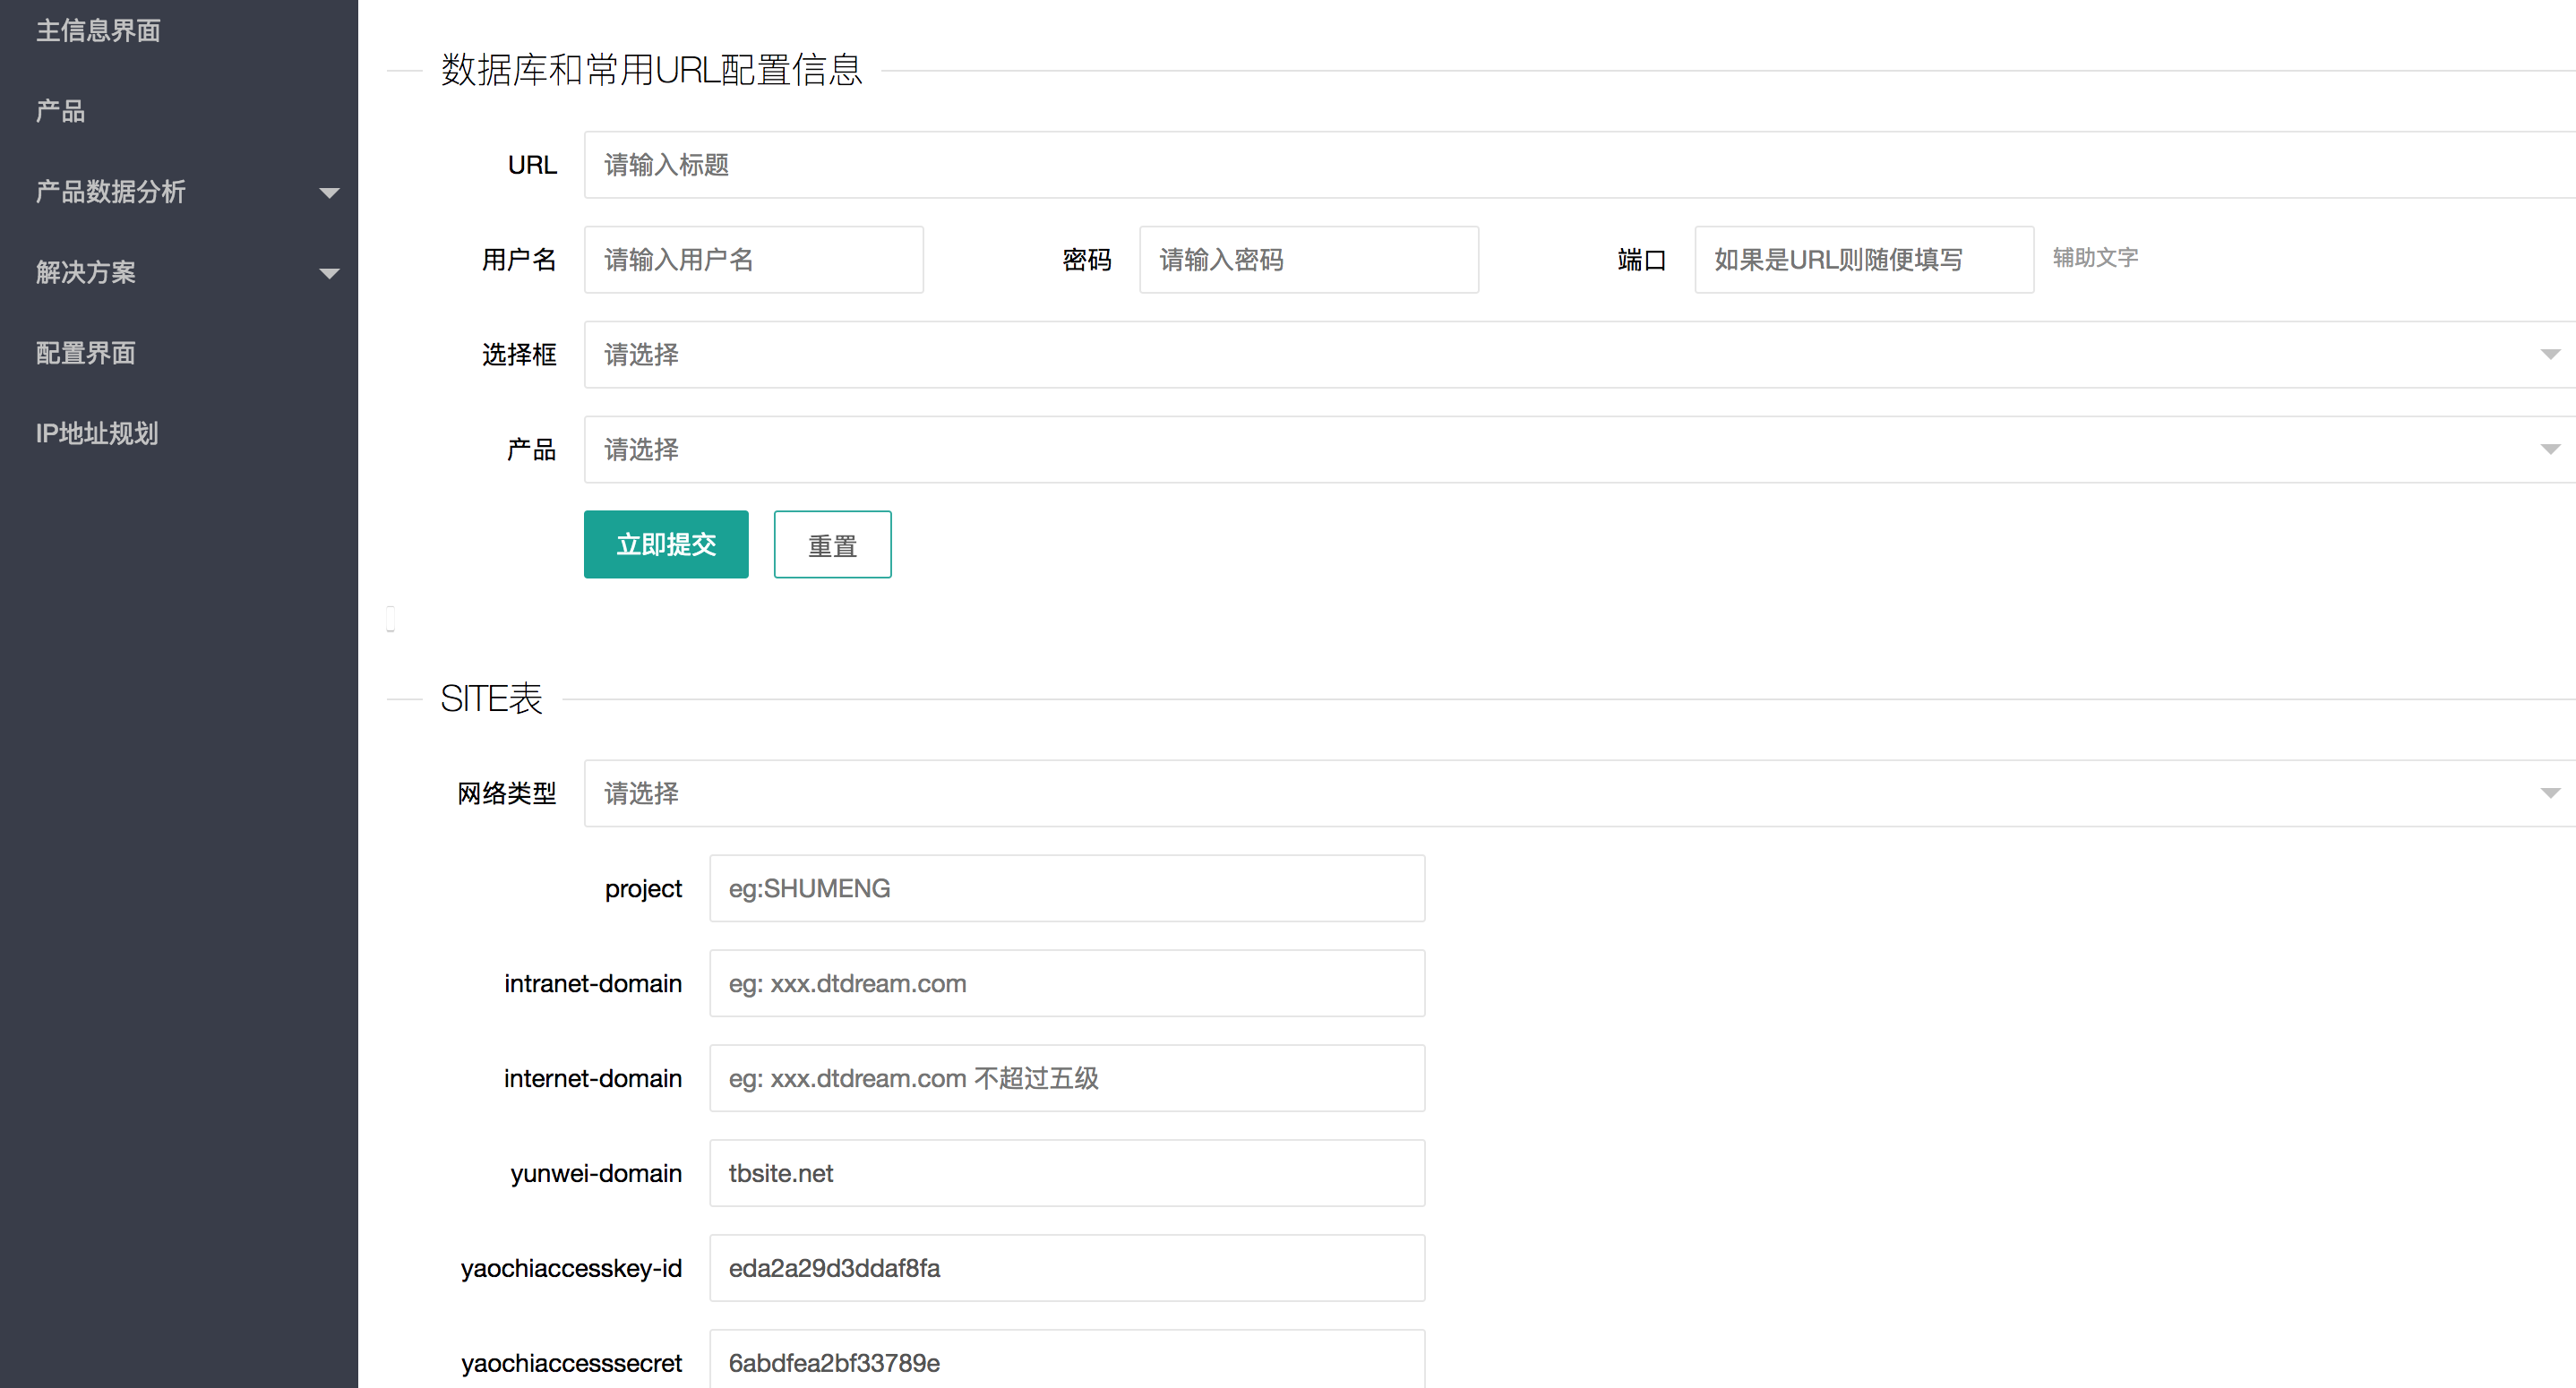 主信息界面
产品
产品数据分析
解决方案
配置界面
IP地址规划
数据库和常用URL配置信息
URL 请输入标题
用户名 请输入用户名 密码 请输入密码 端口 如果是URL则随便填写 辅助文字
选择框 请选择
产品 请选择
立即提交 重置
SITE表
网络类型 请选择
project eg:SHUMENG
intranet-domain eg: xxx.dtdream.com
internet-domain eg: xxx.dtdream.com 不超过五级
yunwei-domain tbsite.net
yaochiaccesskey-id eda2a29d3ddaf8fa
yaochiaccesssecret 6abdfea2bf33789e